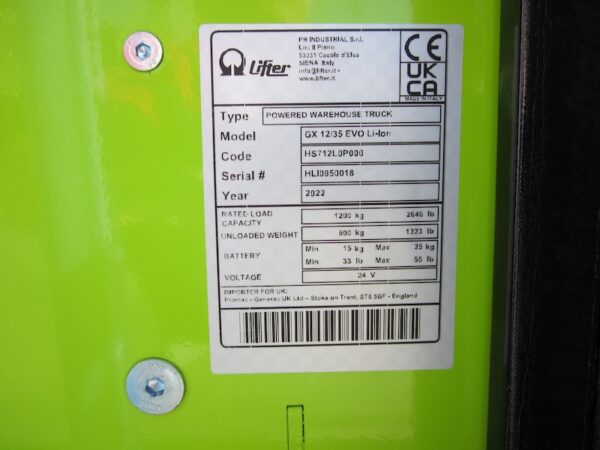 Lifter
PR INDUSTRIAL S.r.l.
Loc. Il Piano
53031 Casole d'Elsa
SIENA Italy
info@lifter.it -
www.lifter.it
CE
UK
CA
MADE IN ITALY
Type POWERED WAREHOUSE TRUCK
Model GX 12/35 EVO Li-Ion
Code HS712L0P000
Serial # HLI0950018
Year 2022
RATED LOAD CAPACITY 1200 kg 2646 lb
UNLOADED WEIGHT kg 1323 lb
BATTERY Min 15 kg Max 25 kg
Min 33 lb Max 55 lb
VOLTAGE 24 V
IMPORTER FOR UK:
Pramac - Generac UK Ltd – Stoke on Trent, ST6 5GF - England